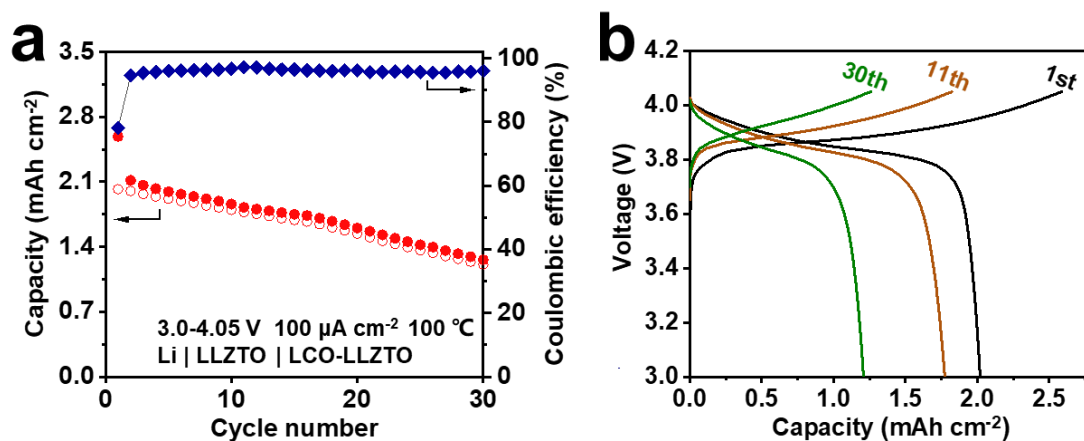 a
3.5
2.8
2.1
1.4
0.7
0.0
Capacity (mAh cm-2)
100
80
60
40
20
0
Coulombic efficiency (%)
3.0-4.05 V 100 µA cm-2 100 ℃
Li | LLZTO | LCO-LLZTO
0 10 20 30
Cycle number
b
4.2
4.0
3.8
3.6
3.4
3.2
3.0
Voltage (V)
30th 11th 1st
0.0 0.5 1.0 1.5 2.0 2.5
Capacity (mAh cm-2)